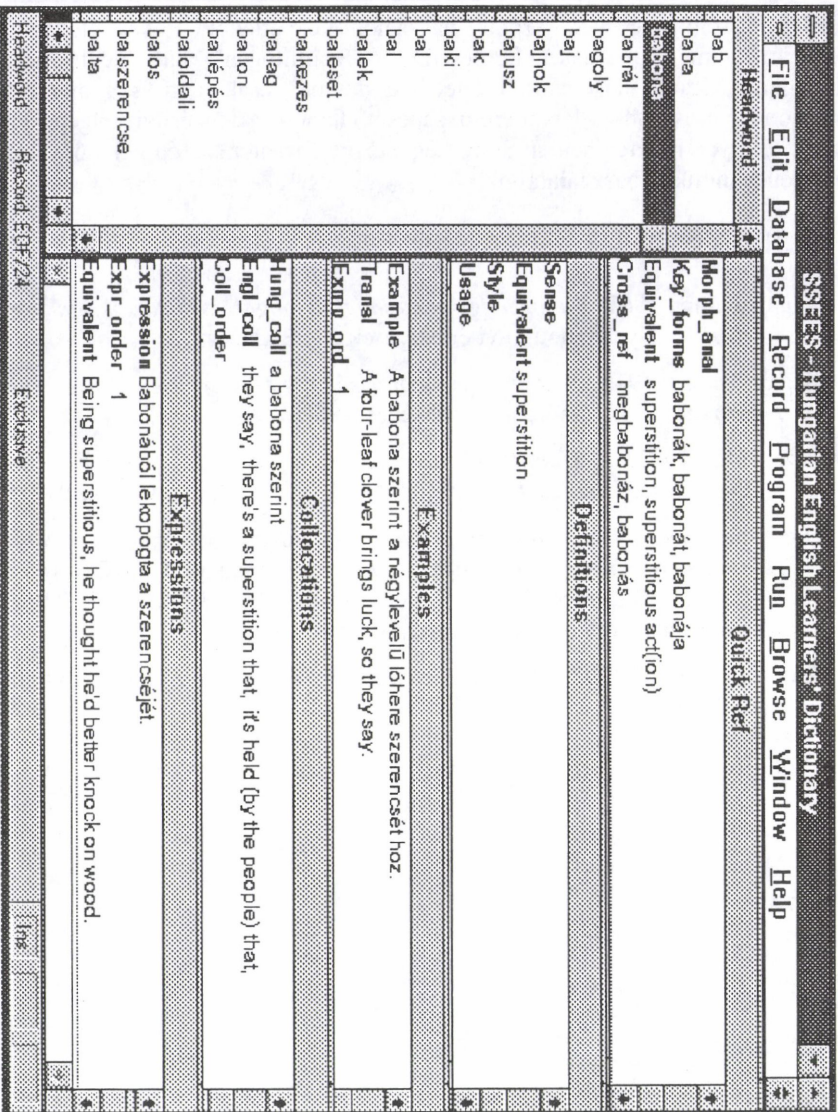 SSEES - Hungarian English Learners' Dictionary
File Edit Database Record Program Run Browse Window Help
Headword
bab
baba
babona
babrál
bagoly
baj
bajnok
bajusz
bak
baki
bal
bal
balek
baleset
bakezes
ballag
ballon
ballépés
baloldali
balos
balszerencse
balta
Quick Ref
Morph_anal
Key_forms babonák, babonát, babonája
Equivalent superstition, superstitious act(ion)
Cross_ref megbabonáz, babonás
Definitions
Sense
Equivalent superstition
Style
Usage
Examples
Example A babona szerint a négylevelű lóhere szerencsét hoz.
Transl A four-leaf clover brings luck, so they say.
Exmp_ord 1
Collocations
Hung_coll a babona szerint
Engl_coll they say, there's a superstition that, it's held (by the people) that,
Coll_order
Expressions
Expression Babonából lekopogta a szerencséjét.
Expr_order 1
Equivalent Being superstitious, he thought he'd better knock on wood.
Headword Record: EOF/24 Exclusive Ins